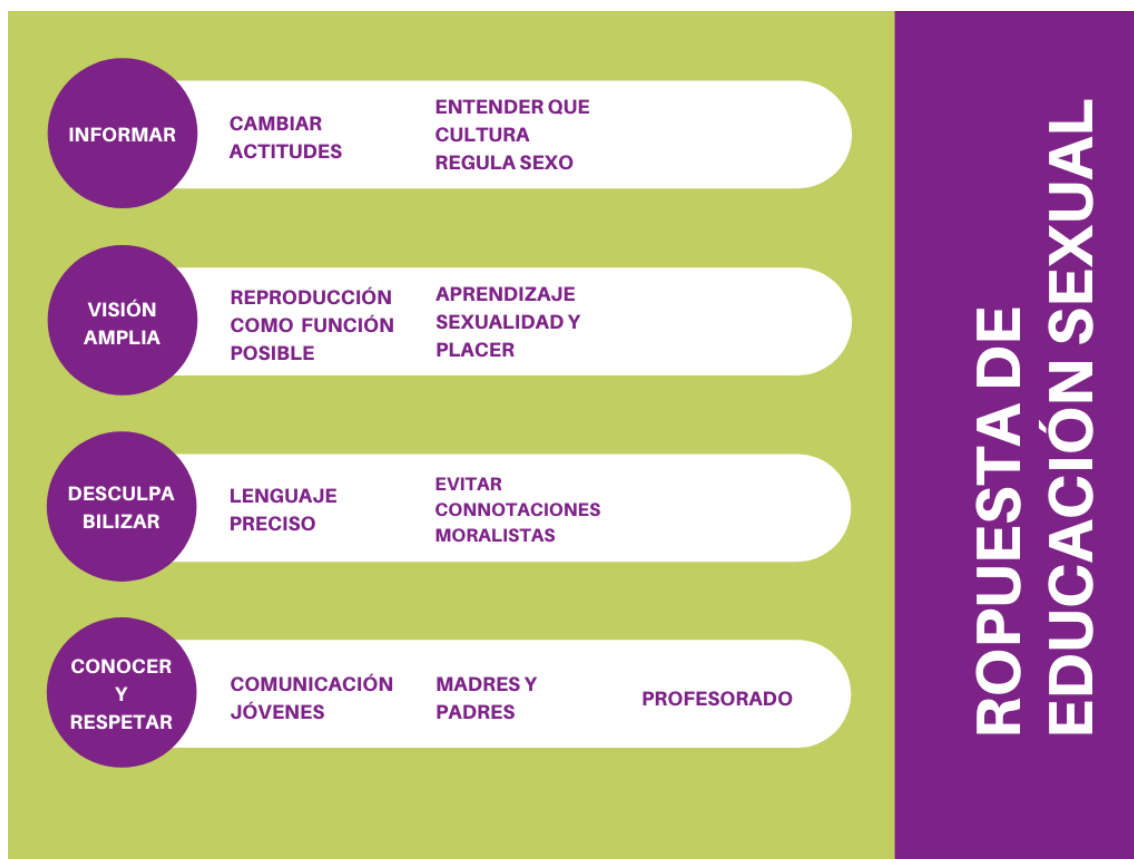 INFORMAR
CAMBIAR
ACTITUDES
ENTENDER QUE
CULTURA
REGULA SEXO
VISIÓN
AMPLIA
REPRODUCCIÓN
COMO FUNCIÓN
POSIBLE
APRENDIZAJE
SEXUALIDAD Y
PLACER
DESCULPA
BILIZAR
LENGUAJE
PRECISO
EVITAR
CONNOTACIONES
MORALISTAS
CONOCER
Y
RESPETAR
COMUNICACIÓN
JÓVENES
MADRES Y
PADRES
PROFESORADO
ROPUESTA DE
EDUCACIÓN SEXUAL